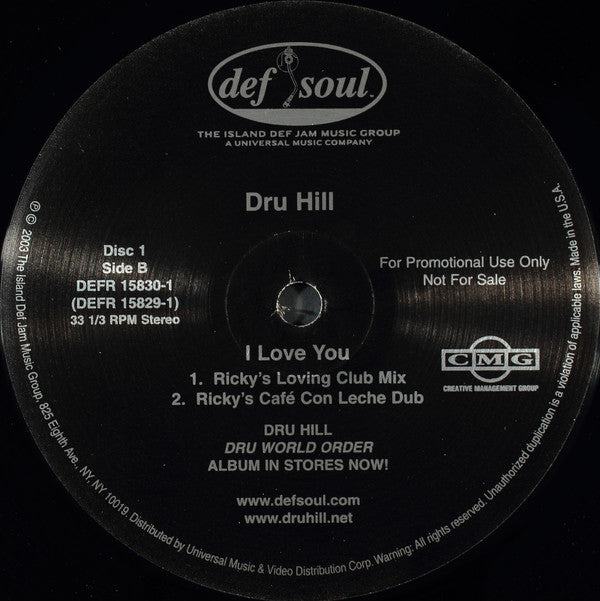 def soul™
THE ISLAND DEF JAM MUSIC GROUP
A UNIVERSAL MUSIC COMPANY
Dru Hill
Disc 1
Side B
DEFR 15830-1
(DEFR 15829-1)
33 1/3 RPM Stereo
For Promotional Use Only
Not For Sale
I Love You
1. Ricky's Loving Club Mix
2. Ricky's Café Con Leche Dub
CMG
CREATIVE MANAGEMENT GROUP
DRU HILL
DRU WORLD ORDER
ALBUM IN STORES NOW!
www.defsoul.com
www.druhill.net
℗ © 2003 The Island Def Jam Music Group, 825 Eighth Ave., NY, NY 10019. Distributed by Universal Music & Video Distribution Corp. Warning: All rights reserved. Unauthorized duplication is a violation of applicable laws. Made in the U.S.A.